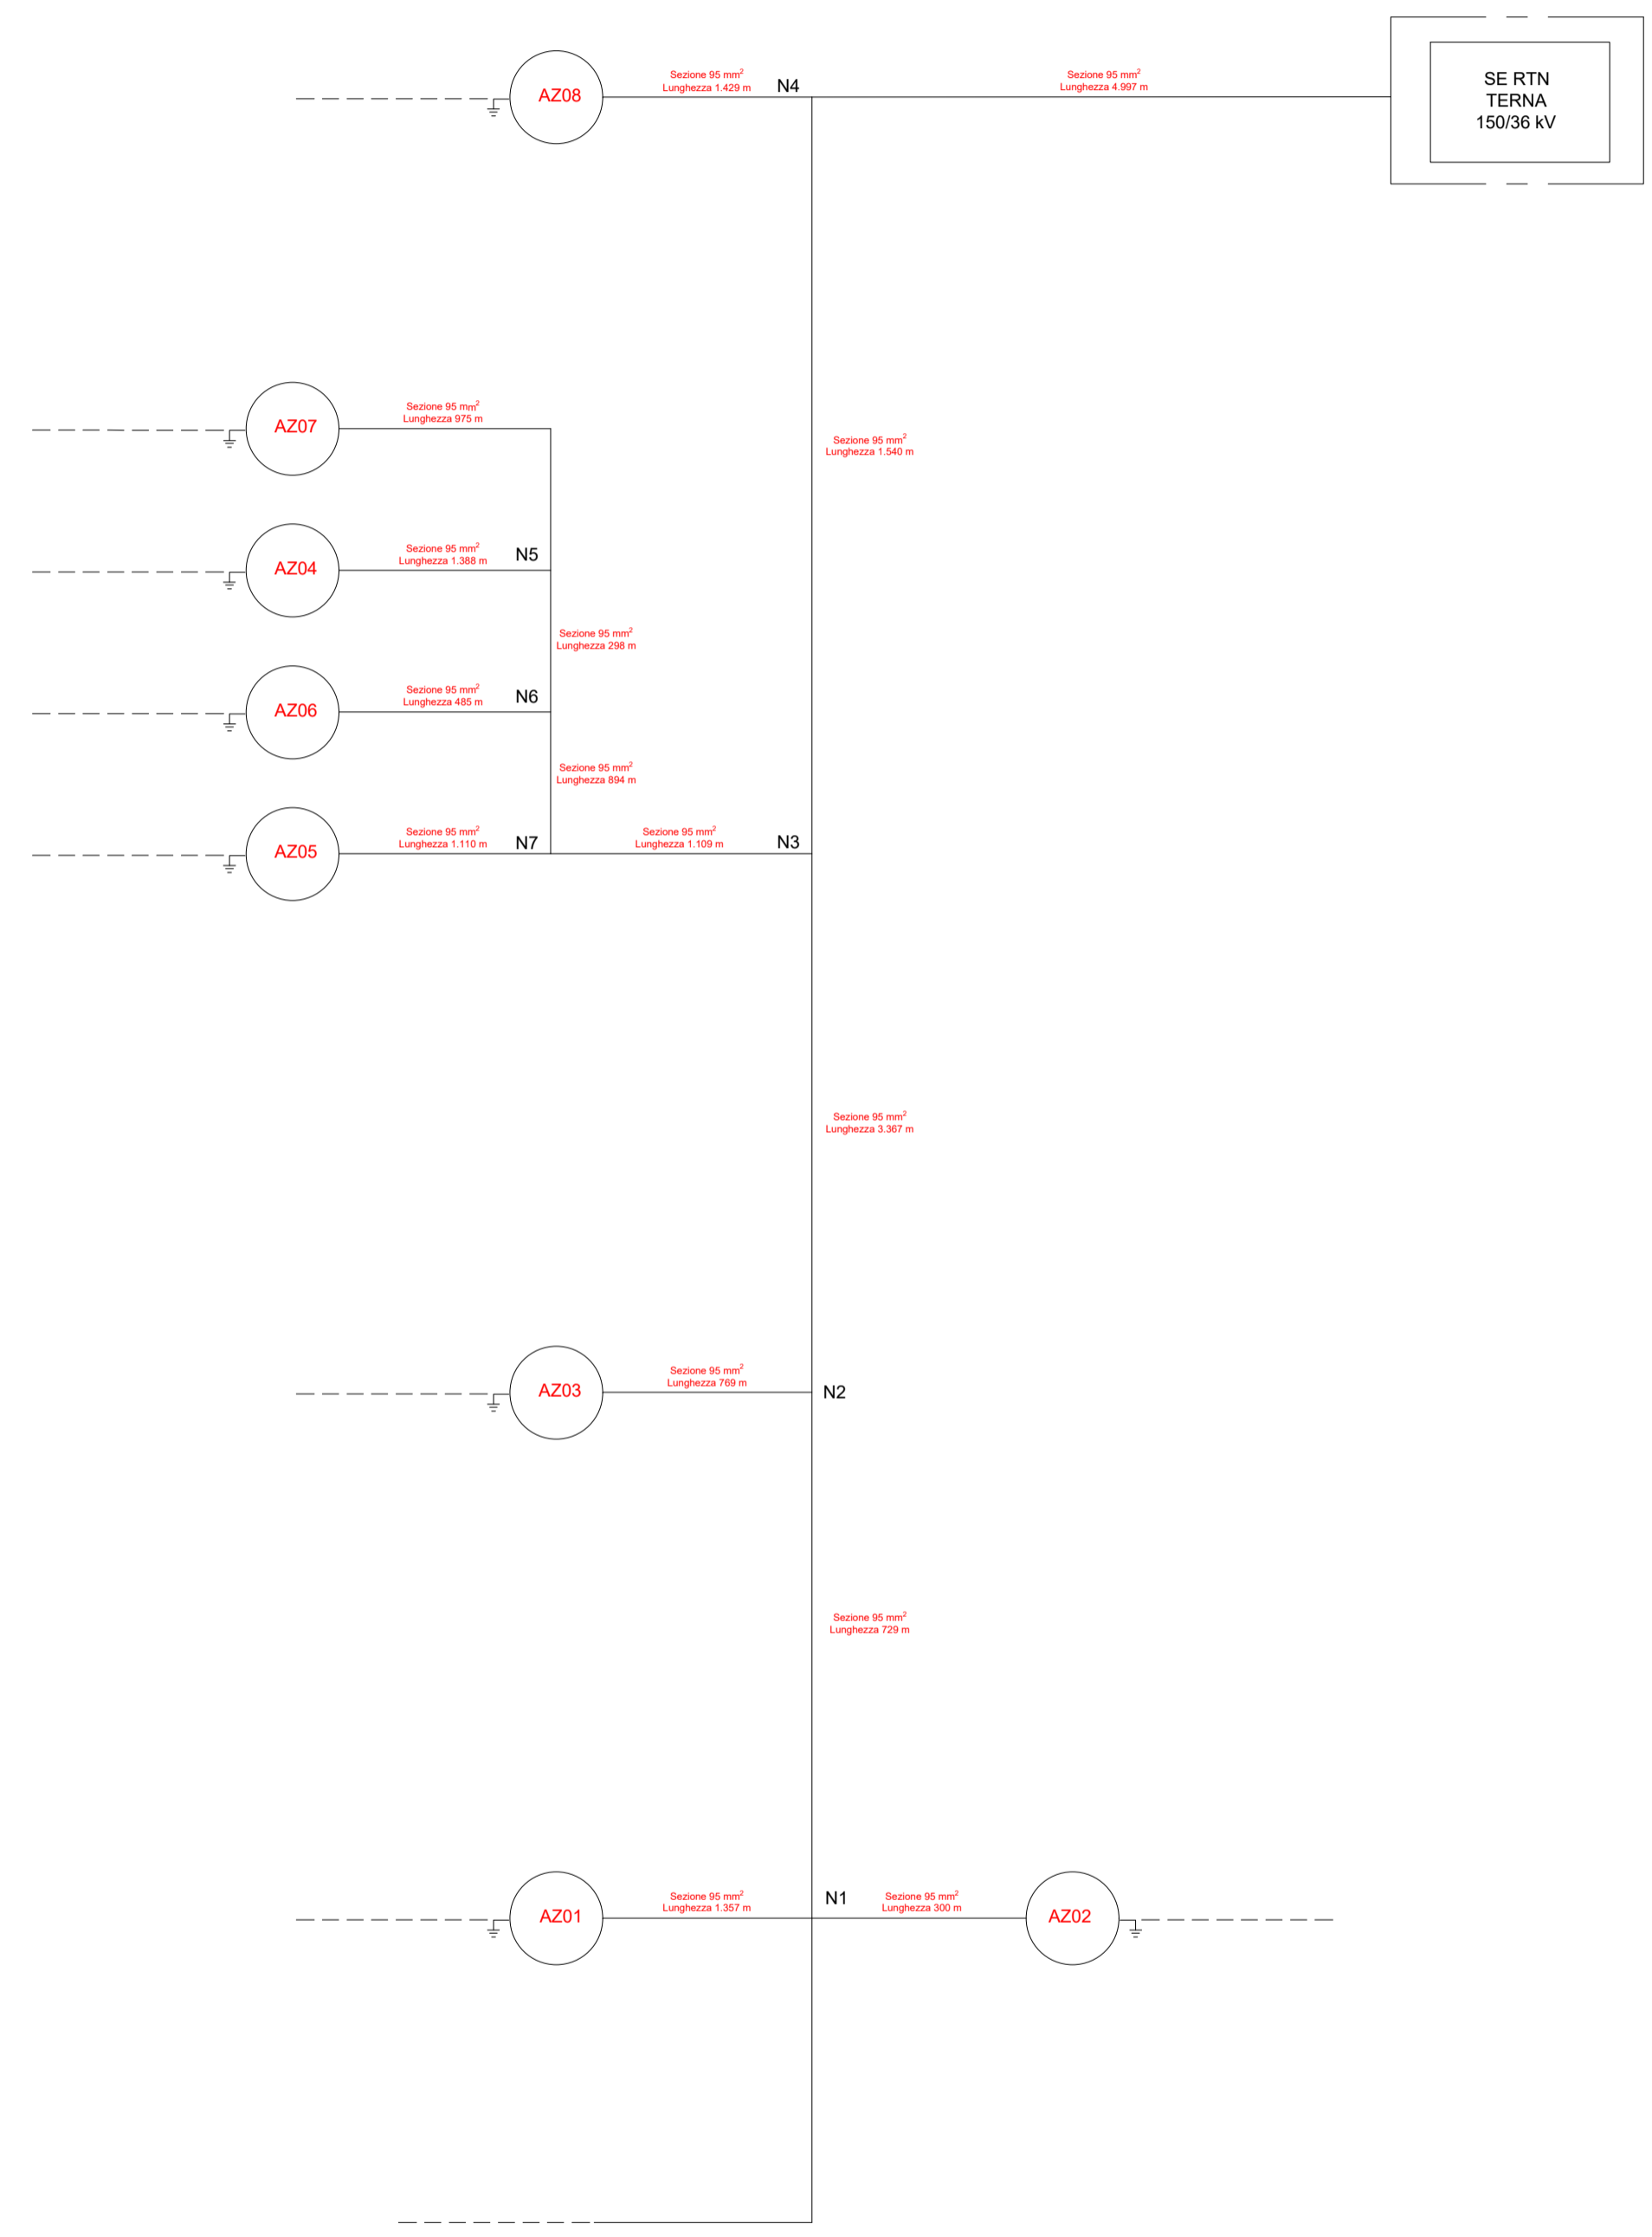 SE RTN
TERNA
150/36 kV
AZ08
Sezione 95 mm²
Lunghezza 1.429 m
N4
Sezione 95 mm²
Lunghezza 4.997 m
AZ07
Sezione 95 mm²
Lunghezza 975 m
Sezione 95 mm²
Lunghezza 1.540 m
AZ04
Sezione 95 mm²
Lunghezza 1.388 m
N5
Sezione 95 mm²
Lunghezza 298 m
AZ06
Sezione 95 mm²
Lunghezza 485 m
N6
Sezione 95 mm²
Lunghezza 894 m
AZ05
Sezione 95 mm²
Lunghezza 1.110 m
N7
Sezione 95 mm²
Lunghezza 1.109 m
N3
Sezione 95 mm²
Lunghezza 3.367 m
AZ03
Sezione 95 mm²
Lunghezza 769 m
N2
Sezione 95 mm²
Lunghezza 729 m
AZ01
Sezione 95 mm²
Lunghezza 1.357 m
N1
Sezione 95 mm²
Lunghezza 300 m
AZ02